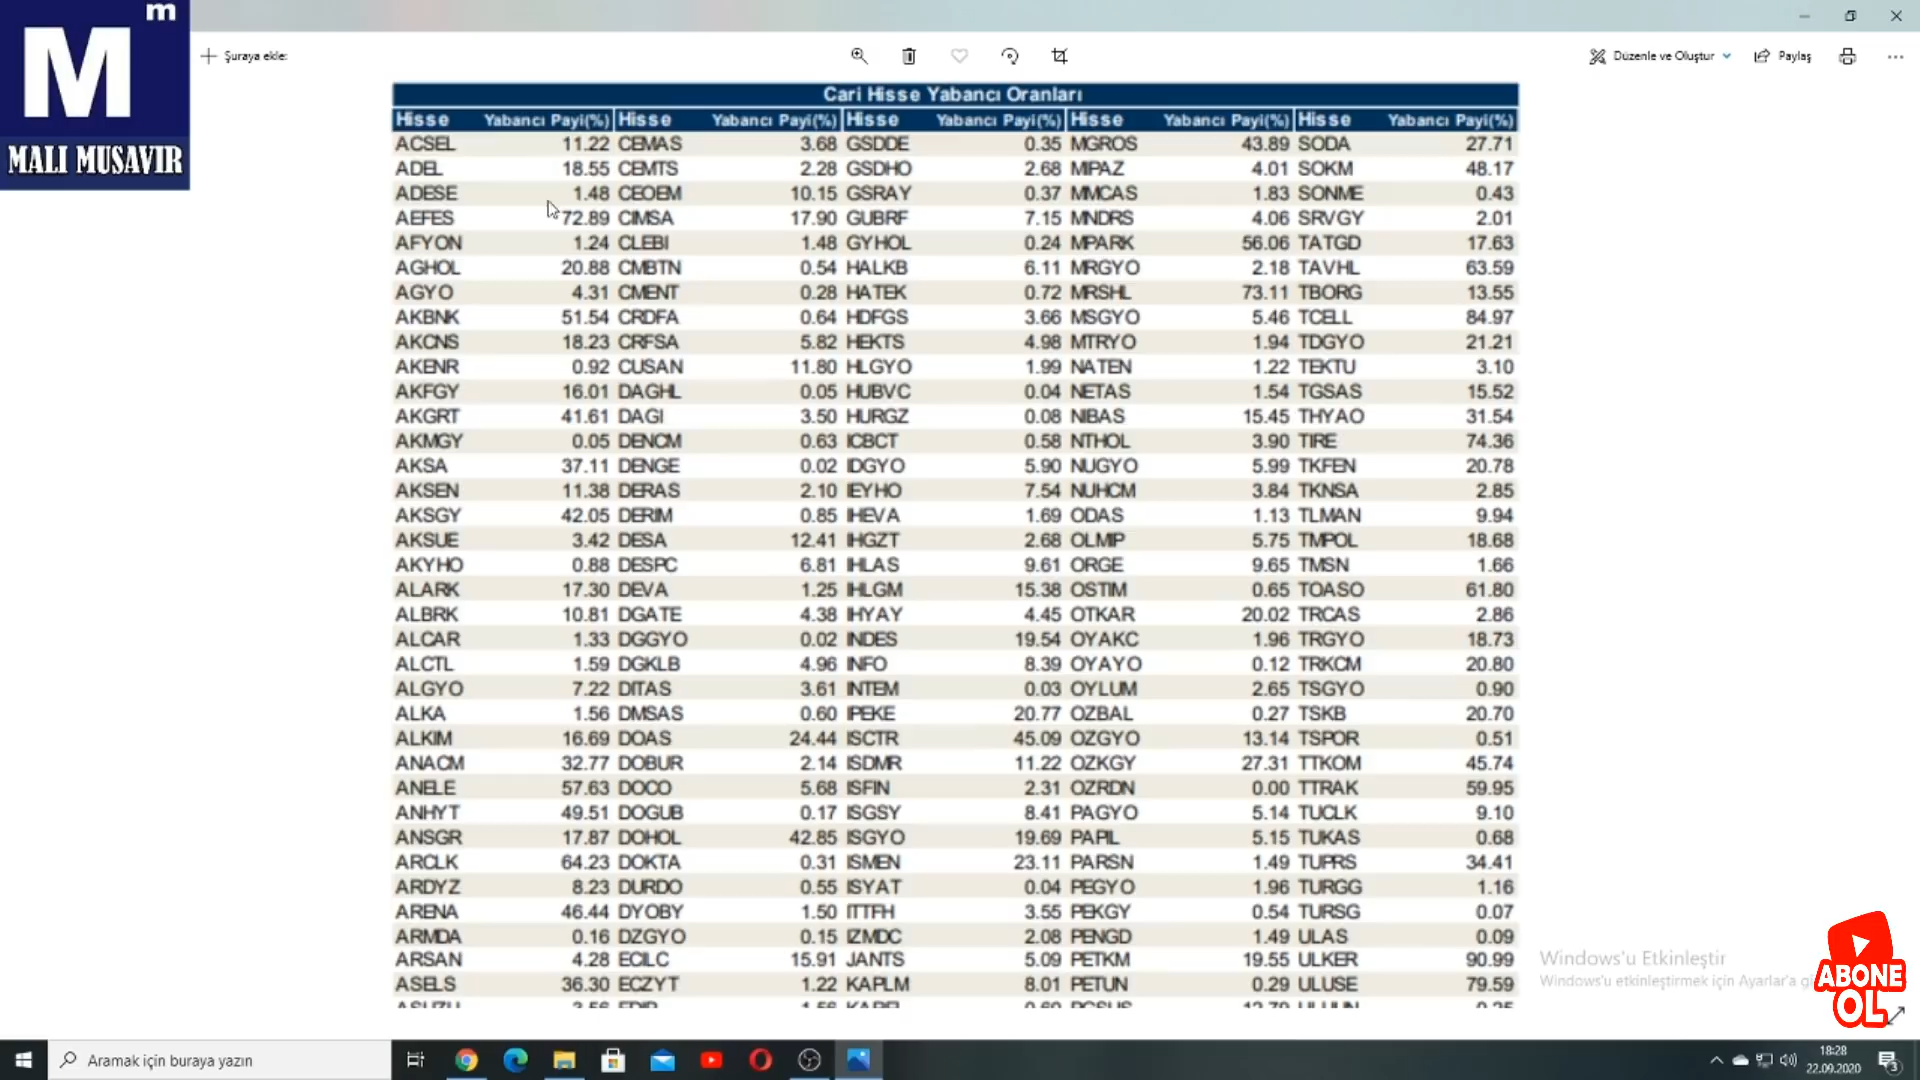 m
M
MALI MUSAVIR
Şuraya ekle:
Düzenle ve Oluştur Paylaş
Cari Hisse Yabancı Oranları
Hisse Yabancı Payi(%) Hisse Yabancı Payi(%) Hisse Yabancı Payi(%) Hisse Yabancı Payi(%) Hisse Yabancı Payi(%)
ACSEL 11.22 CEMAS 3.68 GSDDE 0.35 MGROS 43.89 SODA 27.71
ADEL 18.55 CEMTS 2.28 GSDHO 2.68 MIPAZ 4.01 SOKM 48.17
ADESE 1.48 CEOEM 10.15 GSRAY 0.37 MMCAS 1.83 SONME 0.43
AEFES 72.89 CIMSA 17.90 GUBRF 7.15 MNDRS 4.06 SRVGY 2.01
AFYON 1.24 CLEBI 1.48 GYHOL 0.24 MPARK 56.06 TATGD 17.63
AGHOL 20.88 CMBTN 0.54 HALKB 6.11 MRGYO 2.18 TAVHL 63.59
AGYO 4.31 CMENT 0.28 HATEK 0.72 MRSHL 73.11 TBORG 13.55
AKBNK 51.54 CRDFA 0.64 HDFGS 3.66 MSGYO 5.46 TCELL 84.97
AKCNS 18.23 CRFSA 5.82 HEKTS 4.98 MTRYO 1.94 TDGYO 21.21
AKENR 0.92 CUSAN 11.80 HLGYO 1.99 NATEN 1.22 TEKTU 3.10
AKFGY 16.01 DAGHL 0.05 HUBVC 0.04 NETAS 1.54 TGSAS 15.52
AKGRT 41.61 DAGI 3.50 HURGZ 0.08 NIBAS 15.45 THYAO 31.54
AKMGY 0.05 DENCM 0.63 ICBCT 0.58 NTHOL 3.90 TIRE 74.36
AKSA 37.11 DENGE 0.02 IDGYO 5.90 NUGYO 5.99 TKFEN 20.78
AKSEN 11.38 DERAS 2.10 IEYHO 7.54 NUHCM 3.84 TKNSA 2.85
AKSGY 42.05 DERIM 0.85 IHEVA 1.69 ODAS 1.13 TLMAN 9.94
AKSUE 3.42 DESA 12.41 IHGZT 2.68 OLMIP 5.75 TMPOL 18.68
AKYHO 0.88 DESPC 6.81 IHLAS 9.61 ORGE 9.65 TMSN 1.66
ALARK 17.30 DEVA 1.25 IHLGM 15.38 OSTIM 0.65 TOASO 61.80
ALBRK 10.81 DGATE 4.38 IHYAY 4.45 OTKAR 20.02 TRCAS 2.86
ALCAR 1.33 DGGYO 0.02 INDES 19.54 OYAKC 1.96 TRGYO 18.73
ALCTL 1.59 DGKLB 4.96 INFO 8.39 OYAYO 0.12 TRKCM 20.80
ALGYO 7.22 DITAS 3.61 INTEM 0.03 OYLUM 2.65 TSGYO 0.90
ALKA 1.56 DMSAS 0.60 IPEKE 20.77 OZBAL 0.27 TSKB 20.70
ALKIM 16.69 DOAS 24.44 ISCTR 45.09 OZGYO 13.14 TSPOR 0.51
ANACM 32.77 DOBUR 2.14 ISDMR 11.22 OZKGY 27.31 TTKOM 45.74
ANELE 57.63 DOCO 5.68 ISFIN 2.31 OZRDN 0.00 TTRAK 59.95
ANHYT 49.51 DOGUB 0.17 ISGSY 8.41 PAGYO 5.14 TUCLK 9.10
ANSGR 17.87 DOHOL 42.85 ISGYO 19.69 PAPIL 5.15 TUKAS 0.68
ARCLK 64.23 DOKTA 0.31 ISMEN 23.11 PARSN 1.49 TUPRS 34.41
ARDYZ 8.23 DURDO 0.55 ISYAT 0.04 PEGYO 1.96 TURGG 1.16
ARENA 46.44 DYOBY 1.50 ITTFH 3.55 PEKGY 0.54 TURSG 0.07
ARMDA 0.16 DZGYO 0.15 IZMDC 2.08 PENGD 1.49 ULAS 0.09
ARSAN 4.28 ECILC 15.91 JANTS 5.09 PETKM 19.55 ULKER 90.99
ASELS 36.30 ECZYT 1.22 KAPLM 8.01 PETUN 0.29 ULUSE 79.59
Windows'u Etkinleştir
Windows'u etkinleştirmek için Ayarlar'a
ABONE
OL
Aramak için buraya yazın
18:28
22.09.2020
3